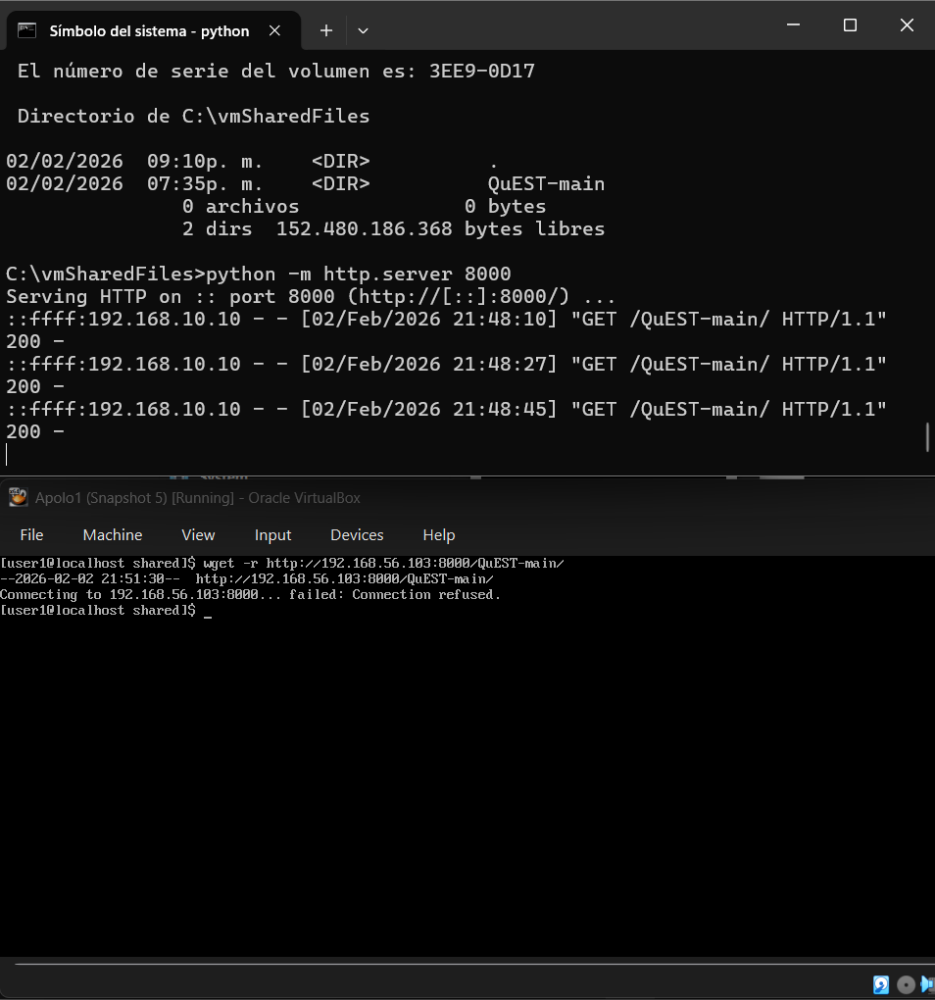 Símbolo del sistema - python
El número de serie del volumen es: 3EE9-0D17
Directorio de C:\vmSharedFiles
02/02/2026  09:10p. m.    <DIR>          .
02/02/2026  07:35p. m.    <DIR>          QuEST-main
0 archivos              0 bytes
2 dirs  152.480.186.368 bytes libres
C:\vmSharedFiles>python -m http.server 8000
Serving HTTP on :: port 8000 (http://[::]:8000/) ...
::ffff:192.168.10.10 - - [02/Feb/2026 21:48:10] "GET /QuEST-main/ HTTP/1.1"
200 -
::ffff:192.168.10.10 - - [02/Feb/2026 21:48:27] "GET /QuEST-main/ HTTP/1.1"
200 -
::ffff:192.168.10.10 - - [02/Feb/2026 21:48:45] "GET /QuEST-main/ HTTP/1.1"
200 -
Apolo1 (Snapshot 5) [Running] - Oracle VirtualBox
File Machine View Input Devices Help
[user1@localhost shared]$ wget -r http://192.168.56.103:8000/QuEST-main/
--2026-02-02 21:51:30--  http://192.168.56.103:8000/QuEST-main/
Connecting to 192.168.56.103:8000... failed: Connection refused.
[user1@localhost shared]$ _